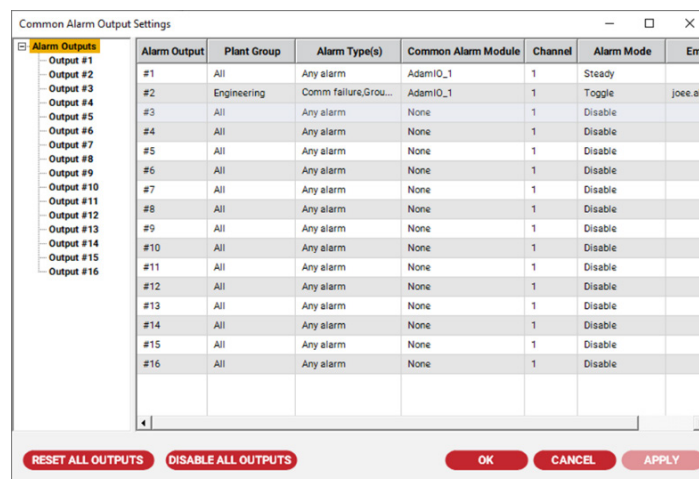 Common Alarm Output Settings
Alarm Outputs
Output #1
Output #2
Output #3
Output #4
Output #5
Output #6
Output #7
Output #8
Output #9
Output #10
Output #11
Output #12
Output #13
Output #14
Output #15
Output #16
Alarm Output Plant Group Alarm Type(s) Common Alarm Module Channel Alarm Mode Em
#1 All Any alarm AdamIO_1 1 Steady
#2 Engineering Comm failure,Grou... AdamIO_1 1 Toggle joee.a
#3 All Any alarm None 1 Disable
#4 All Any alarm None 1 Disable
#5 All Any alarm None 1 Disable
#6 All Any alarm None 1 Disable
#7 All Any alarm None 1 Disable
#8 All Any alarm None 1 Disable
#9 All Any alarm None 1 Disable
#10 All Any alarm None 1 Disable
#11 All Any alarm None 1 Disable
#12 All Any alarm None 1 Disable
#13 All Any alarm None 1 Disable
#14 All Any alarm None 1 Disable
#15 All Any alarm None 1 Disable
#16 All Any alarm None 1 Disable
RESET ALL OUTPUTS DISABLE ALL OUTPUTS OK CANCEL APPLY